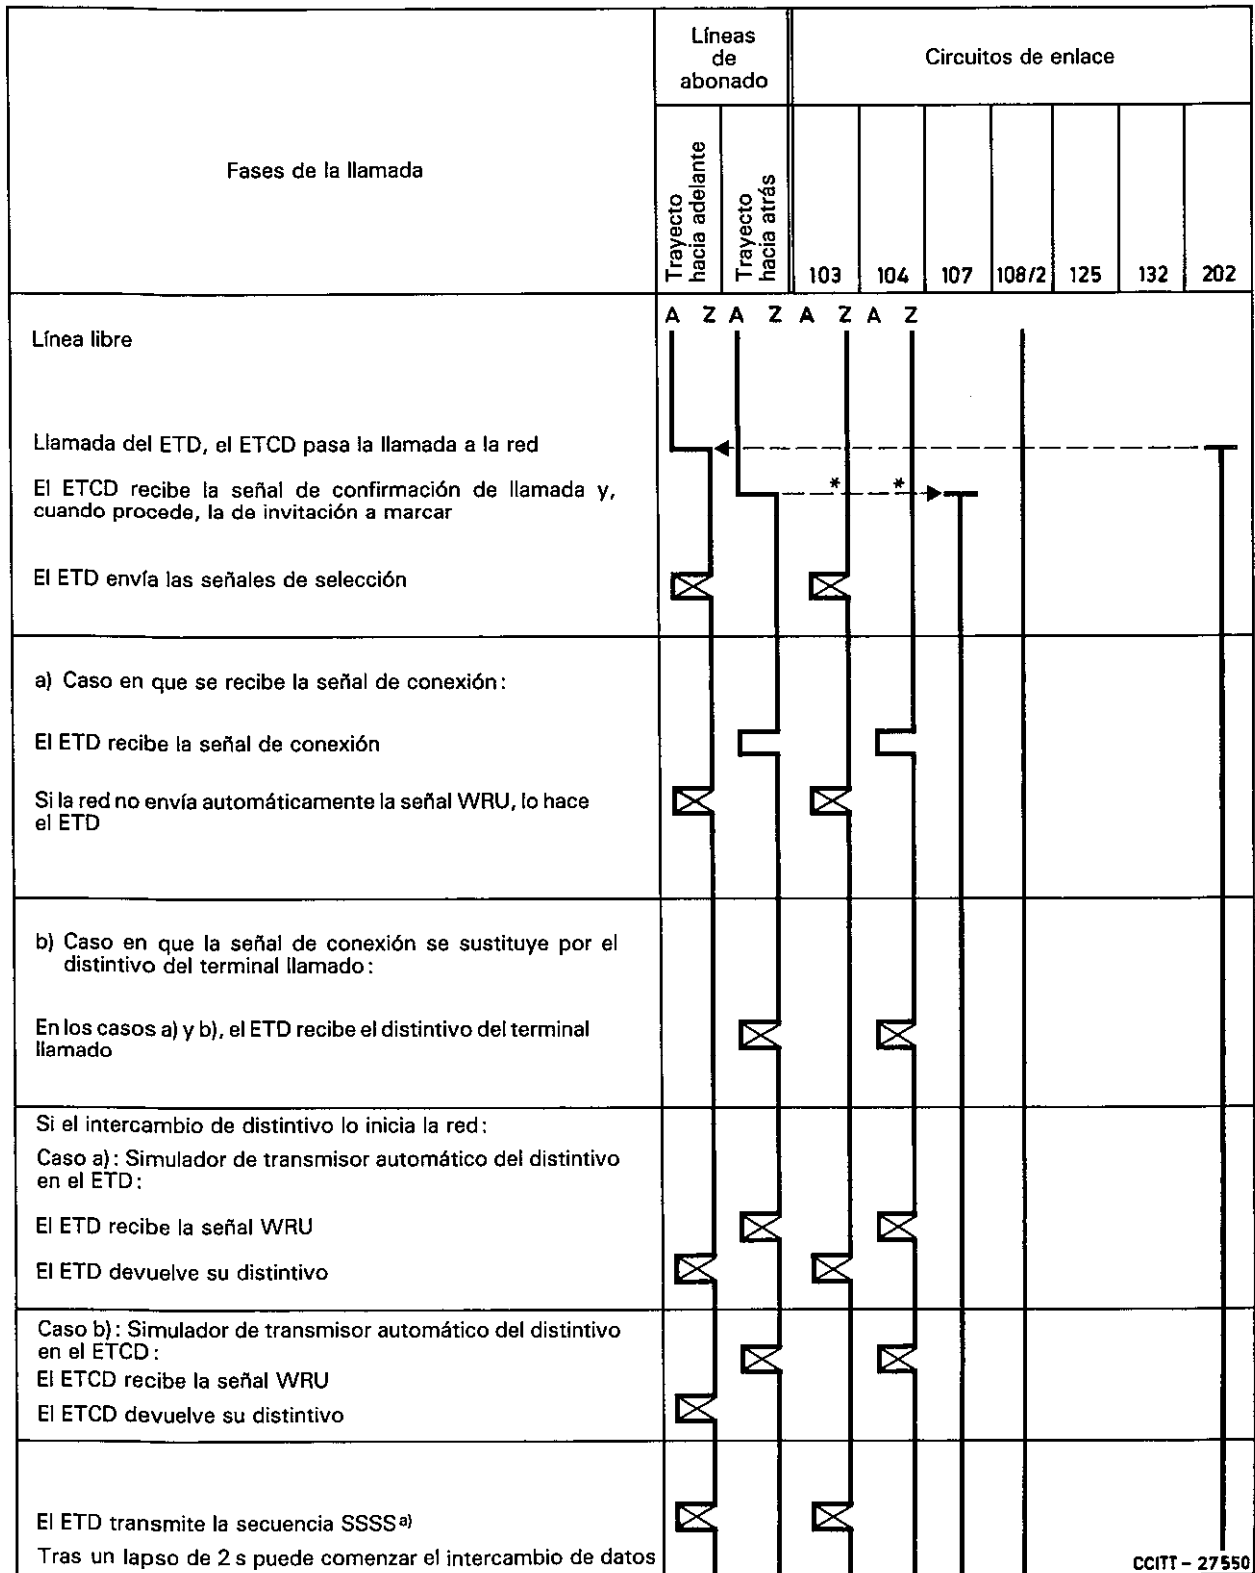 Fases de la llamada
Líneas
de
abonado
Circuitos de enlace
Trayecto
hacia adelante
Trayecto
hacia atrás
103 104 107 108/2 125 132 202
A Z A Z A Z A Z
Línea libre
Llamada del ETD, el ETCD pasa la llamada a la red
El ETCD recibe la señal de confirmación de llamada y,
cuando procede, la de invitación a marcar
* *
El ETD envía las señales de selección
a) Caso en que se recibe la señal de conexión:
El ETD recibe la señal de conexión
Si la red no envía automáticamente la señal WRU, lo hace
el ETD
b) Caso en que la señal de conexión se sustituye por el
distintivo del terminal llamado:
En los casos a) y b), el ETD recibe el distintivo del terminal
llamado
Si el intercambio de distintivo lo inicia la red:
Caso a): Simulador de transmisor automático del distintivo
en el ETD:
El ETD recibe la señal WRU
El ETD devuelve su distintivo
Caso b): Simulador de transmisor automático del distintivo
en el ETCD:
El ETCD recibe la señal WRU
El ETCD devuelve su distintivo
El ETD transmite la secuencia SSSS a)
Tras un lapso de 2 s puede comenzar el intercambio de datos
CCITT - 27550